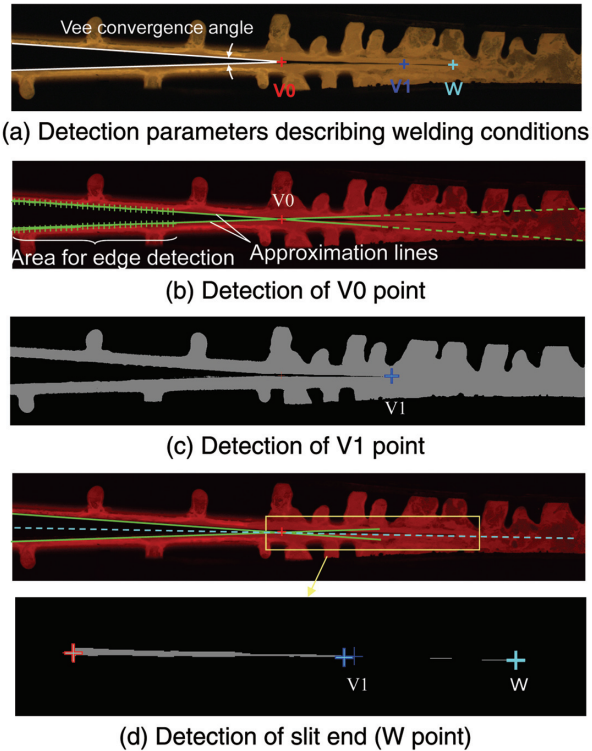 Vee convergence angle
V0
V1
W
(a) Detection parameters describing welding conditions
V0
Area for edge detection
Approximation lines
(b) Detection of V0 point
V1
(c) Detection of V1 point
V1
W
(d) Detection of slit end (W point)